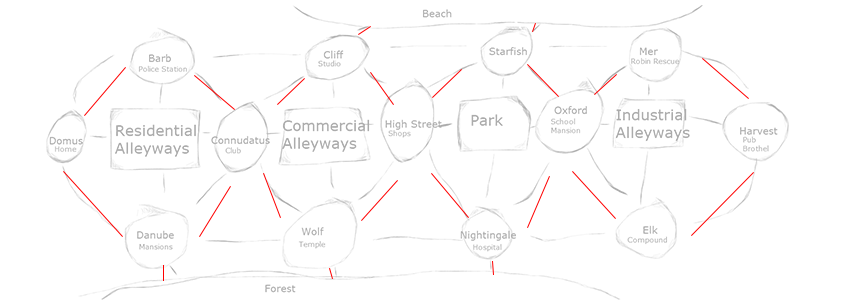 Beach
Barb
Police Station
Cliff
Studio
Starfish
Mer
Robin Rescue
Domus
Home
Residential
Alleyways
Connudatus
Club
Commercial
Alleyways
High Street
Shops
Park
Oxford
School
Mansion
Industrial
Alleyways
Harvest
Pub
Brothel
Danube
Mansions
Wolf
Temple
Nightingale
Hospital
Elk
Compound
Forest